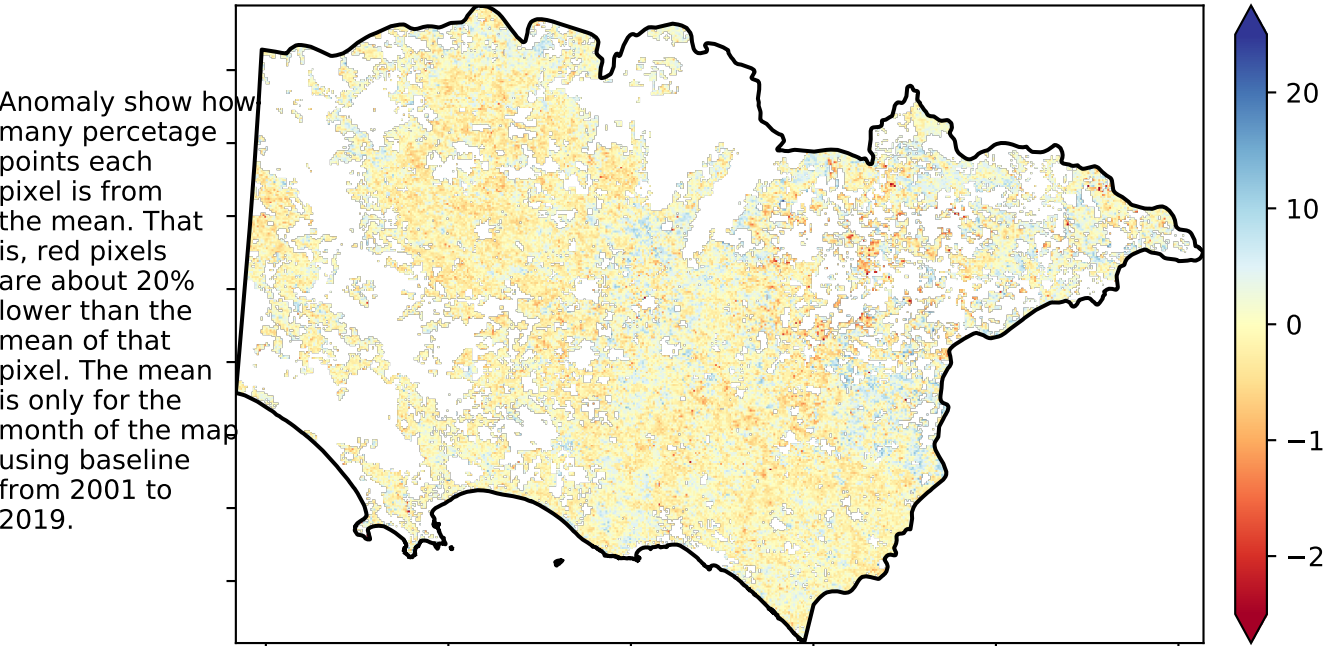 Anomaly show how
many percetage
points each
pixel is from
the mean. That
is, red pixels
are about 20%
lower than the
mean of that
pixel. The mean
is only for the
month of the map
using baseline
from 2001 to
2019.
20
10
0
−1
−2